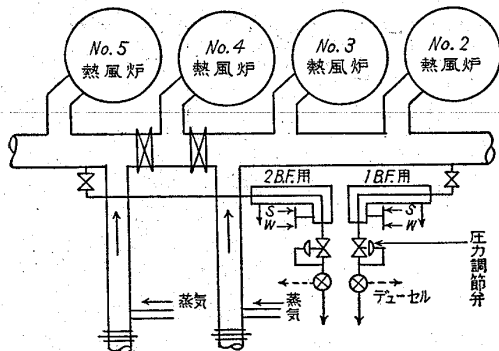 No.5
熱風炉
No.4
熱風炉
No.3
熱風炉
No.2
熱風炉
2B.F.用
1B.F.用
S
W
S
W
圧力調節弁
デューセル
蒸気
蒸気